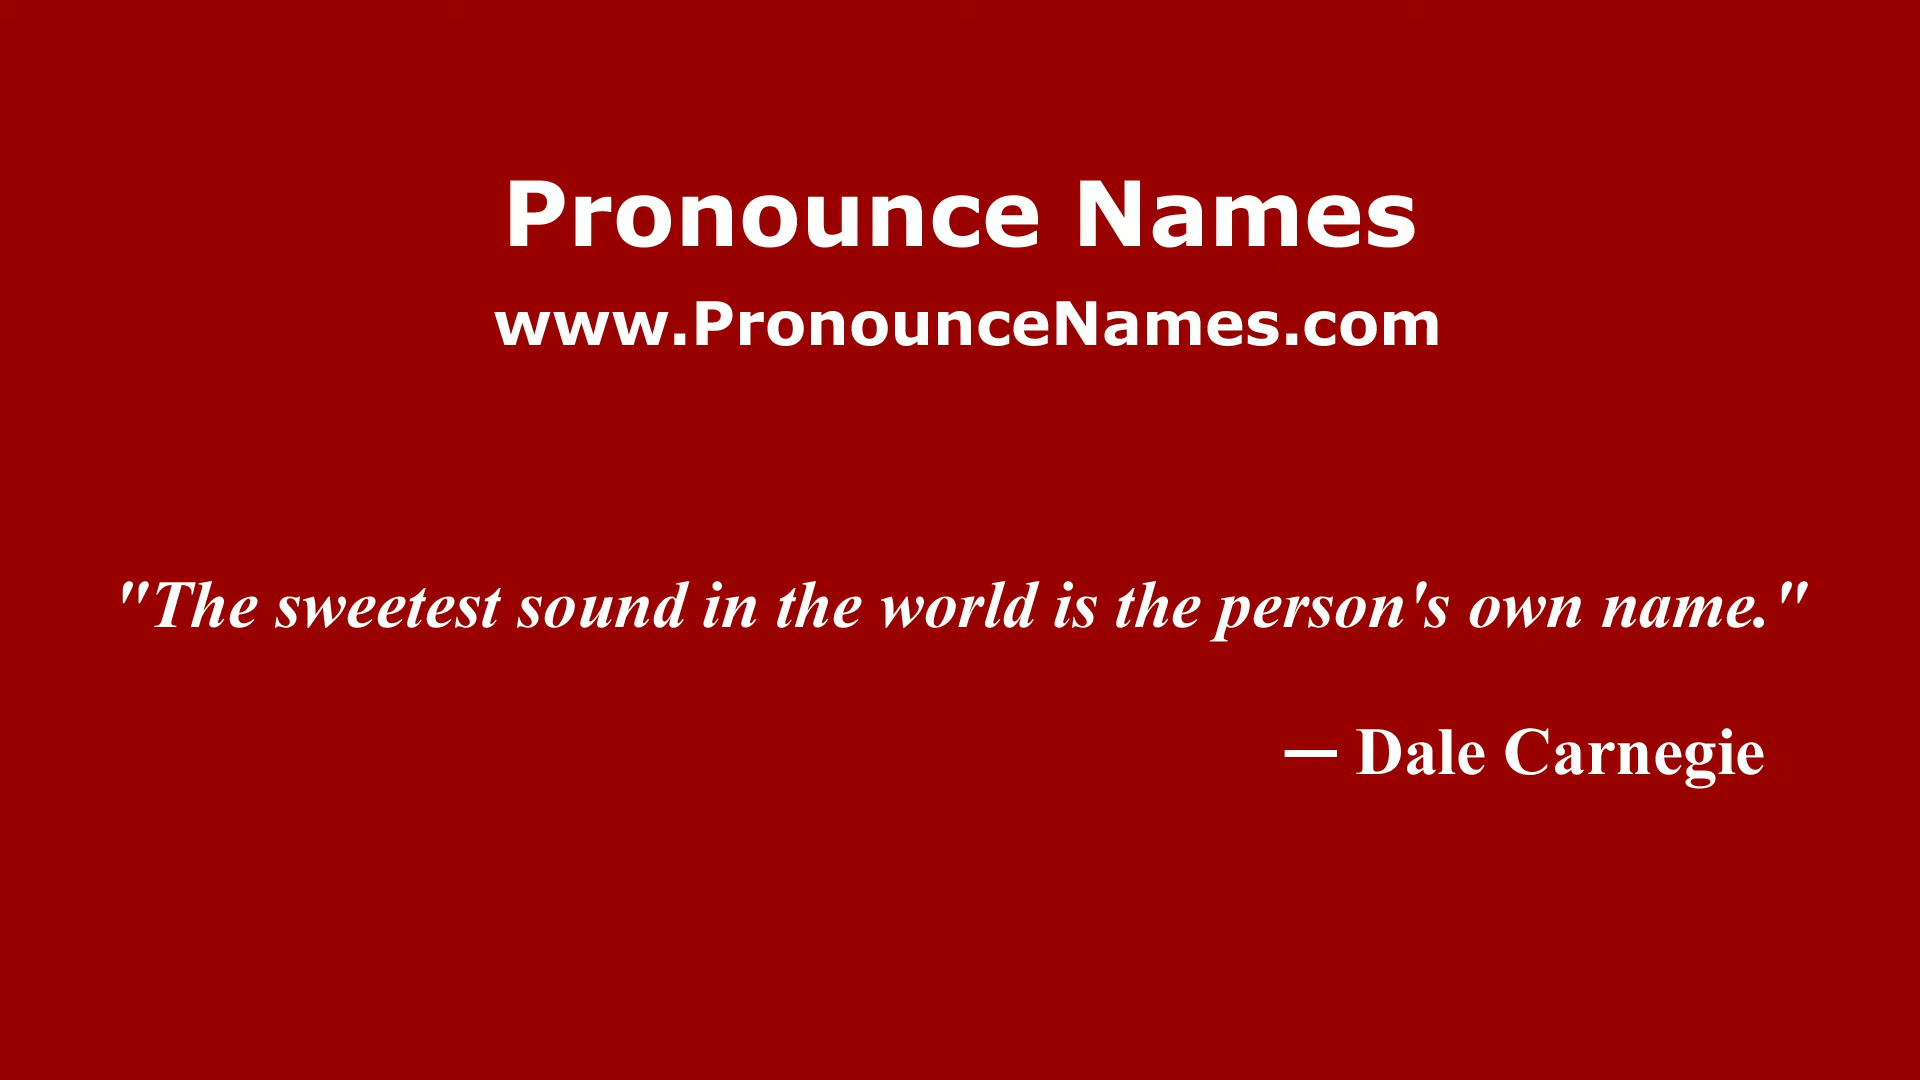 Pronounce Names
www.PronounceNames.com
"The sweetest sound in the world is the person's own name."
— Dale Carnegie